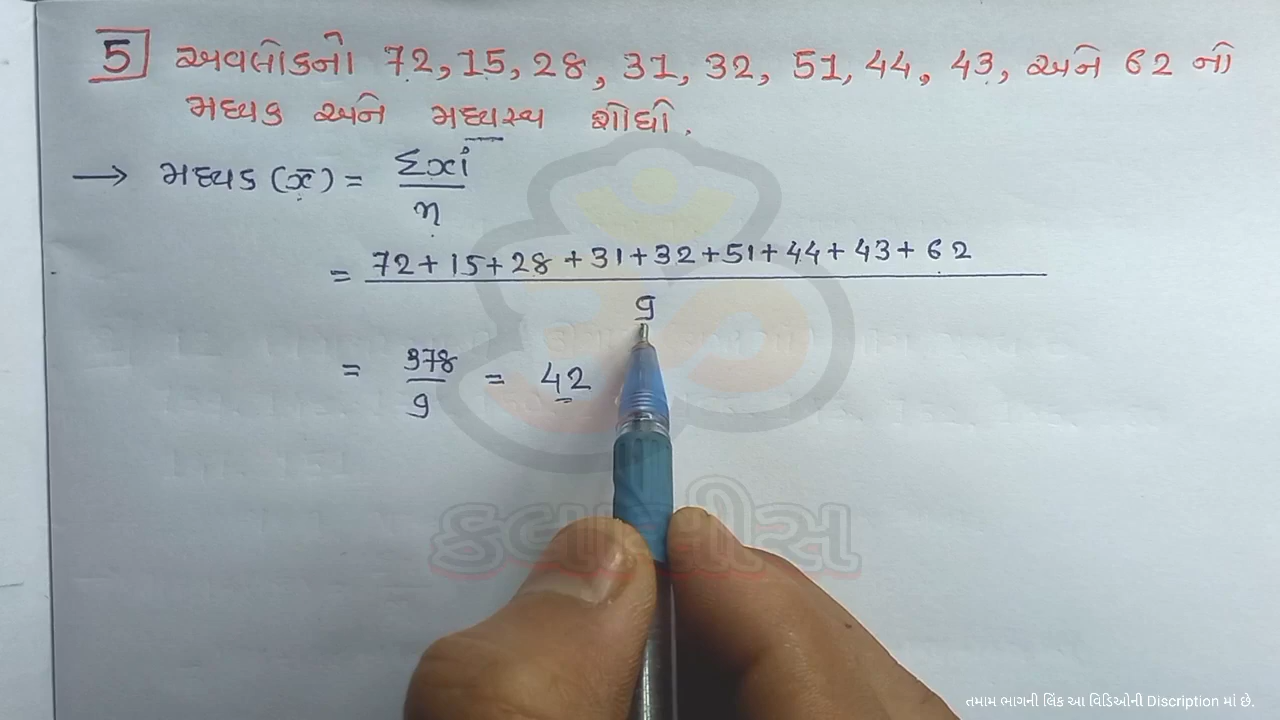 5 અવલોકનો 72, 15, 28, 31, 32, 51, 44, 43, અને 62 નો
મધ્યક અને મધ્યસ્થ શોધો.
→ મધ્યક (x̄) = Σxi
n
= 72+15+28+31+32+51+44+43+62
9
= 378/9 = 42
કલાસીસ
તમામ ભાગની લિંક આ વિડિઓની Discription માં છે.